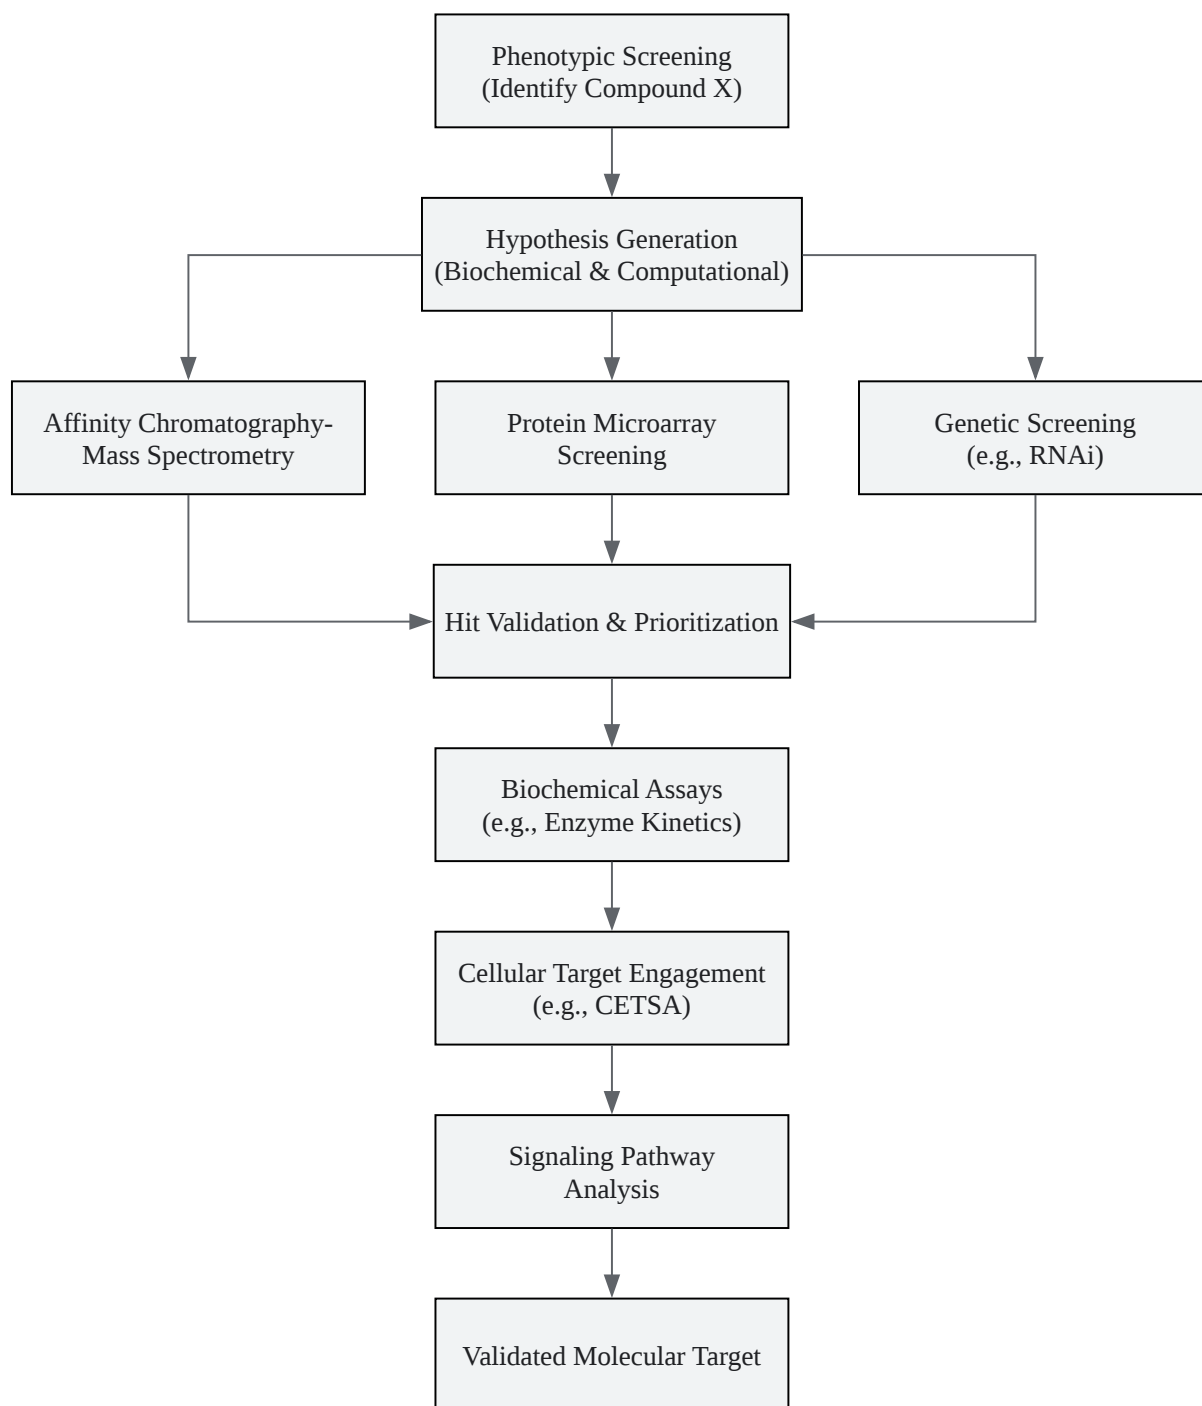 Phenotypic Screening
(Identify Compound X)
Hypothesis Generation
(Biochemical & Computational)
Affinity Chromatography-
Mass Spectrometry
Protein Microarray
Screening
Genetic Screening
(e.g., RNAi)
Hit Validation & Prioritization
Biochemical Assays
(e.g., Enzyme Kinetics)
Cellular Target Engagement
(e.g., CETSA)
Signaling Pathway
Analysis
Validated Molecular Target